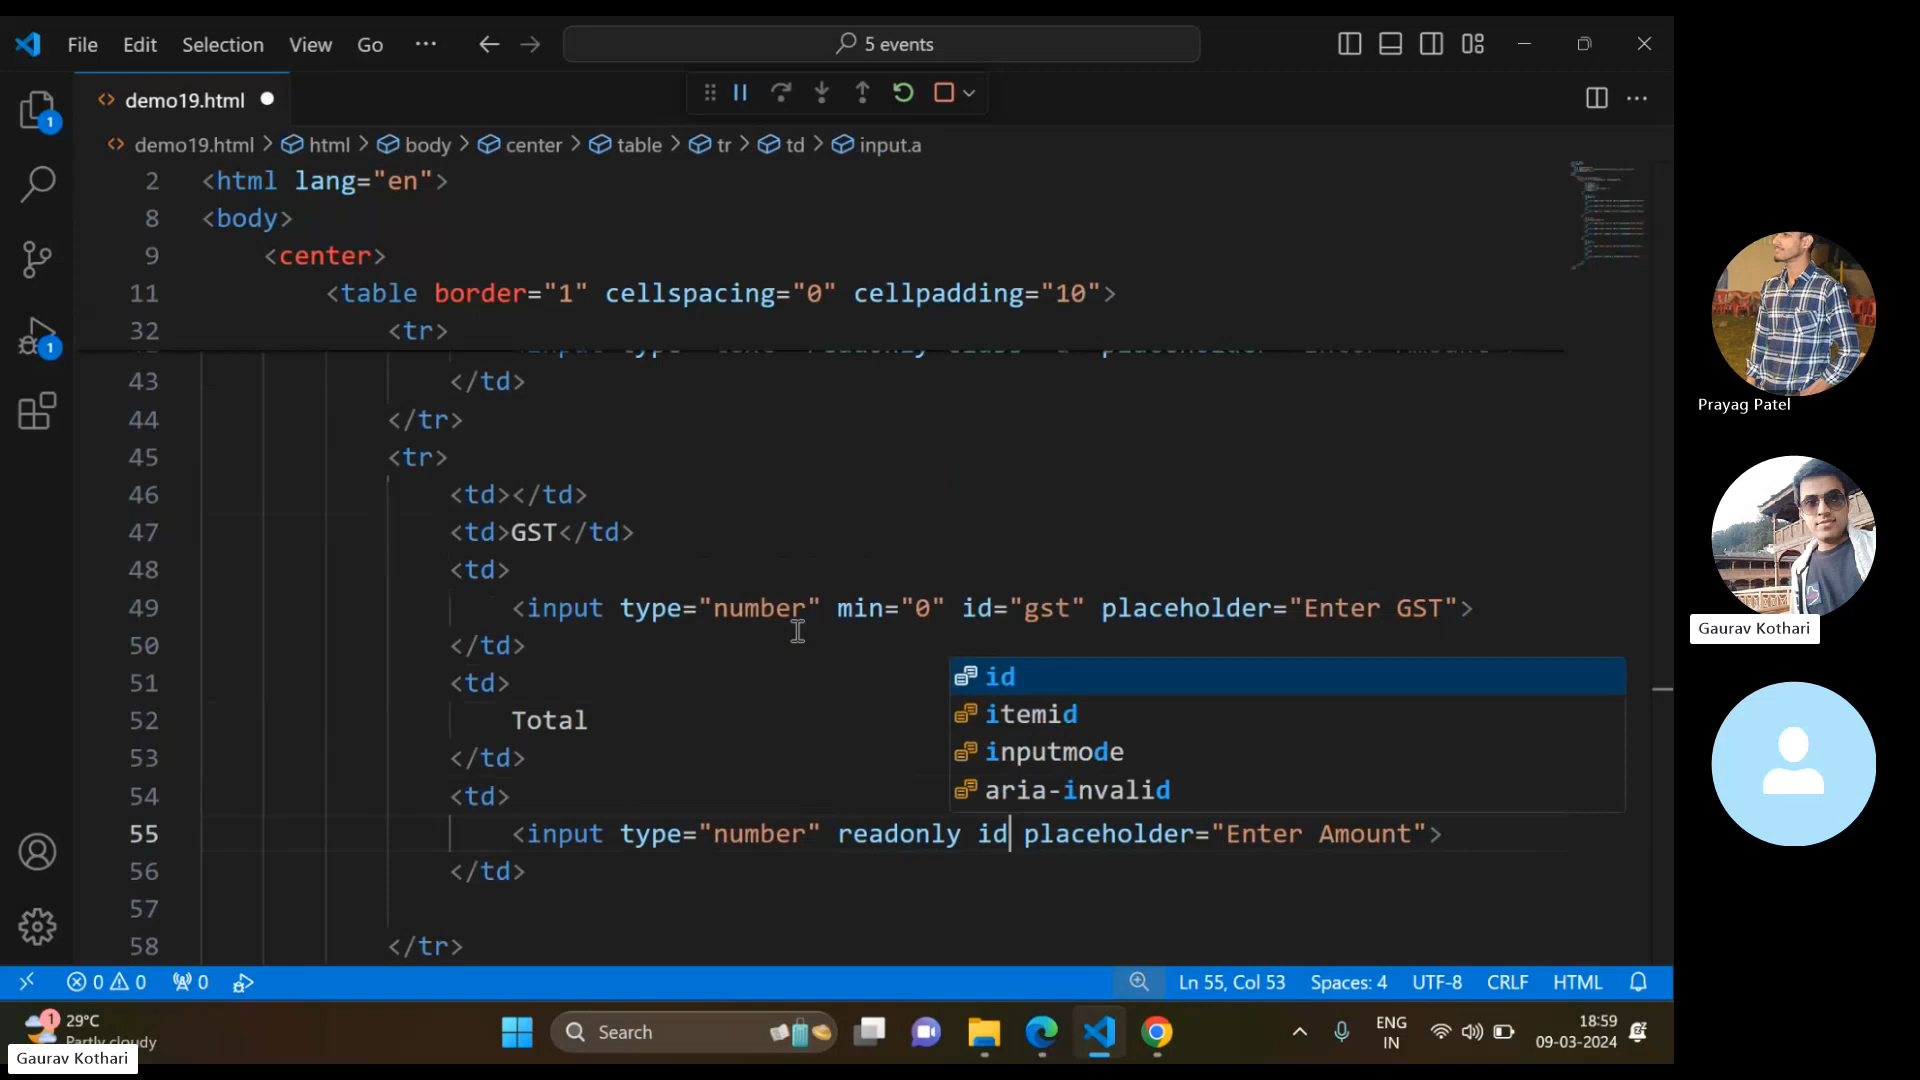 File Edit Selection View Go ··· 5 events
demo19.html
demo19.html > html > body > center > table > tr > td > input.a
2 <html lang="en">
8 <body>
9 <center>
11 <table border="1" cellspacing="0" cellpadding="10">
32 <tr>
43 </td>
44 </tr>
45 <tr>
46 <td></td>
47 <td>GST</td>
48 <td>
49 <input type="number" min="0" id="gst" placeholder="Enter GST">
50 </td>
51 <td>
52 Total
53 </td>
54 <td>
55 <input type="number" readonly id placeholder="Enter Amount">
56 </td>
57
58 </tr>
id
itemid
inputmode
aria-invalid
1
1
0 0 0 Ln 55, Col 53 Spaces: 4 UTF-8 CRLF HTML
1 29°C
Partly cloudy
Search
ENG
IN
18:59
09-03-2024
Gaurav Kothari
Prayag Patel
Gaurav Kothari